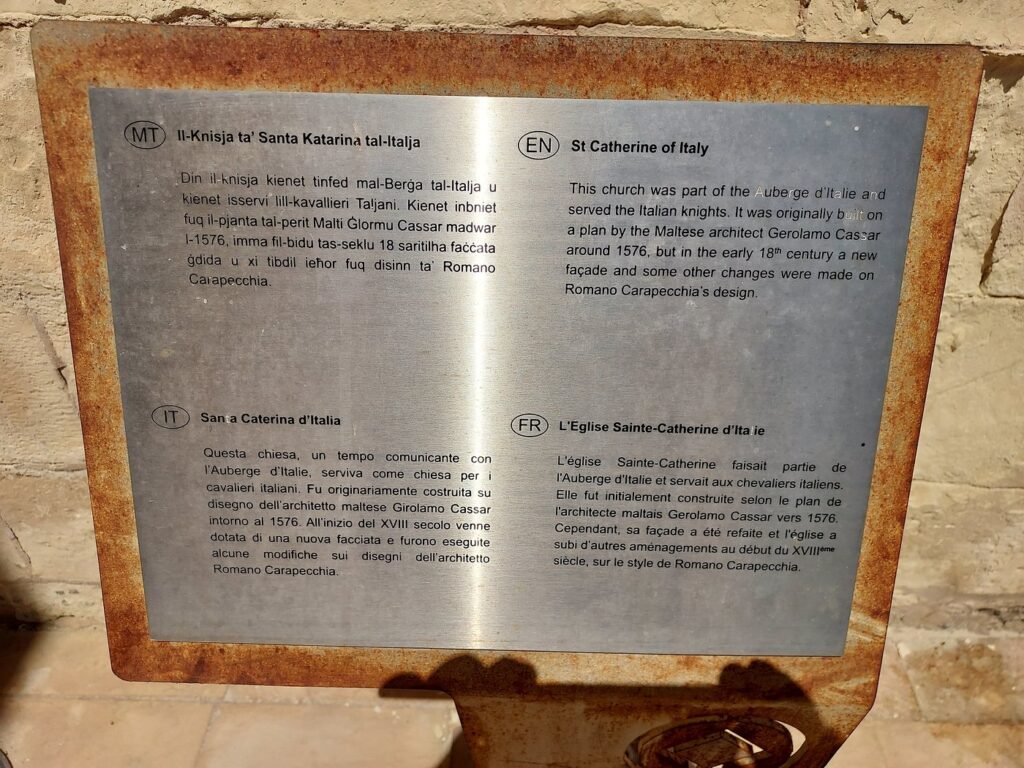 MT Il-Knisja ta' Santa Katarina tal-Italja
Din il-knisja kienet tinfed mal-Berġa tal-Italja u
kienet isservi lill-kavallieri Taljani. Kienet inbniet
fuq il-pjanta tal-perit Malti Ġlormu Cassar madwar
l-1576, imma fil-bidu tas-seklu 18 saritilha faċċata
ġdida u xi tibdil ieħor fuq disinn ta' Romano
Carapecchia.
EN St Catherine of Italy
This church was part of the Auberge d'Italie and
served the Italian knights. It was originally built on
a plan by the Maltese architect Gerolamo Cassar
around 1576, but in the early 18th century a new
façade and some other changes were made on
Romano Carapecchia's design.
IT Santa Caterina d'Italia
Questa chiesa, un tempo comunicante con
l'Auberge d'Italie, serviva come chiesa per i
cavalieri italiani. Fu originariamente costruita su
disegno dell'architetto maltese Girolamo Cassar
intorno al 1576. All'inizio del XVIII secolo venne
dotata di una nuova facciata e furono eseguite
alcune modifiche sui disegni dell'architetto
Romano Carapecchia.
FR L'Eglise Sainte-Catherine d'Italie
L'église Sainte-Catherine faisait partie de
l'Auberge d'Italie et servait aux chevaliers italiens.
Elle fut initialement construite selon le plan de
l'architecte maltais Gerolamo Cassar vers 1576.
Cependant, sa façade a été refaite et l'église a
subi d'autres aménagements au début du XVIIIème
siècle, sur le style de Romano Carapecchia.